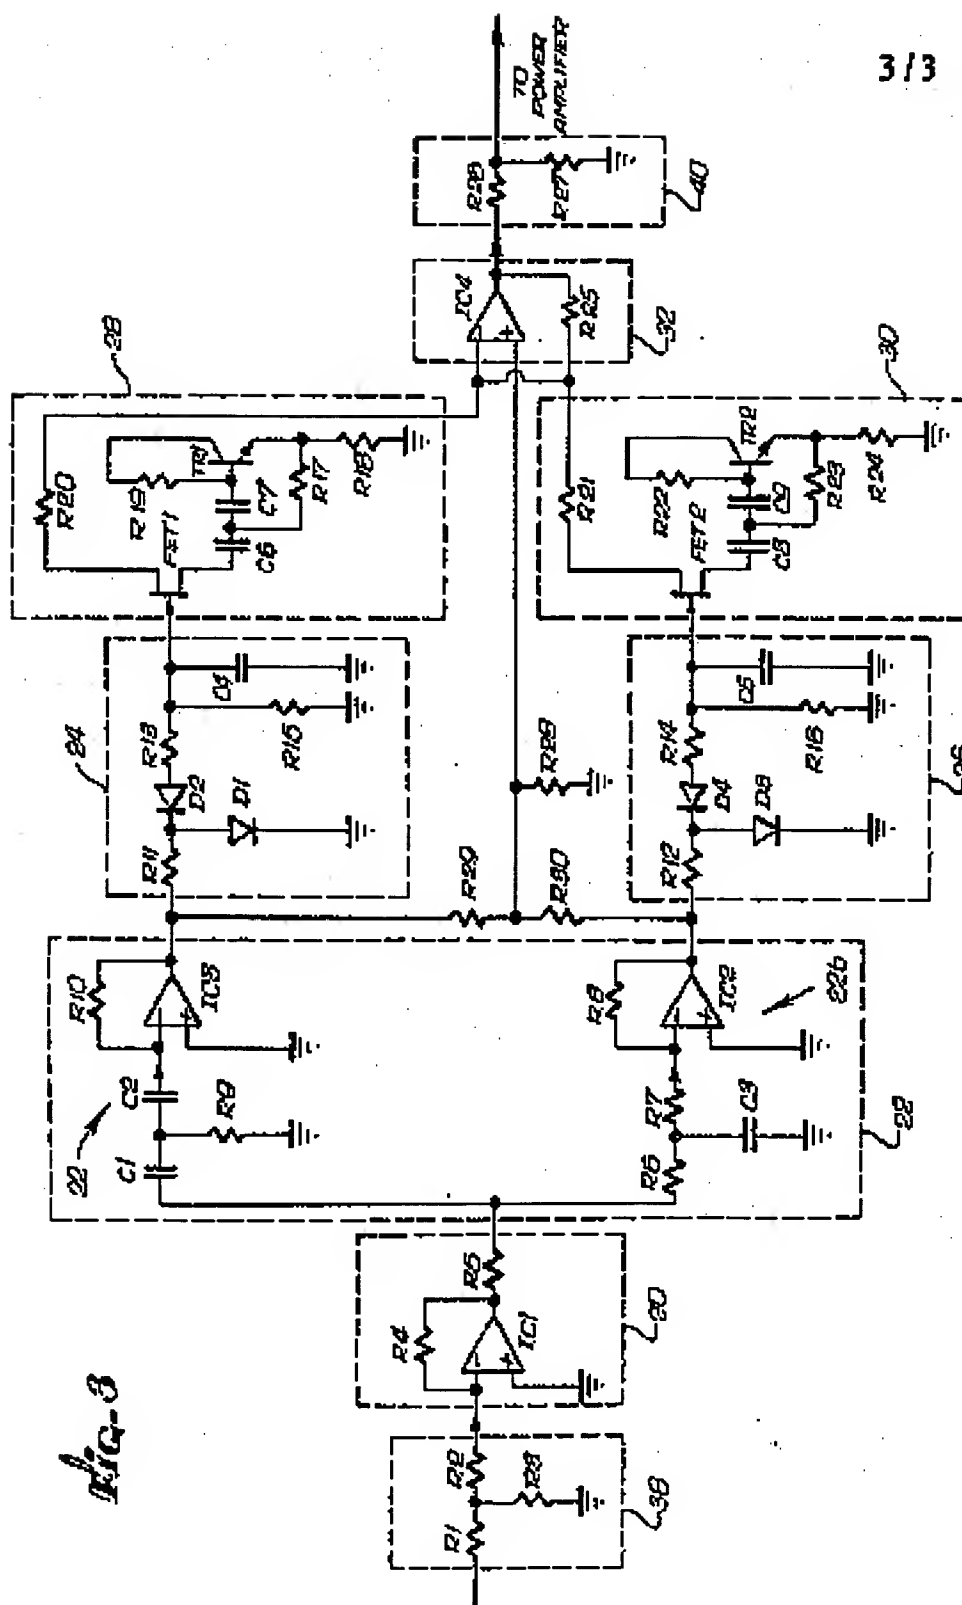 3/3
FIG-3
R1
R2
R3
38
R4
IC1
R5
20
22
C1
C2
R9
R10
IC3
R6
R7
C3
R8
IC2
22b
22
R29
R30
R28
24
R11
D2
D1
R13
R15
C4
R12
D4
D3
R14
R16
C5
28
R20
R19
FET1
TR1
C6
C7
R17
R18
30
R21
R22
FET2
TR2
C8
C9
R23
R24
IC4
R25
32
R26
R27
40
TO
POWER
AMPLIFIER